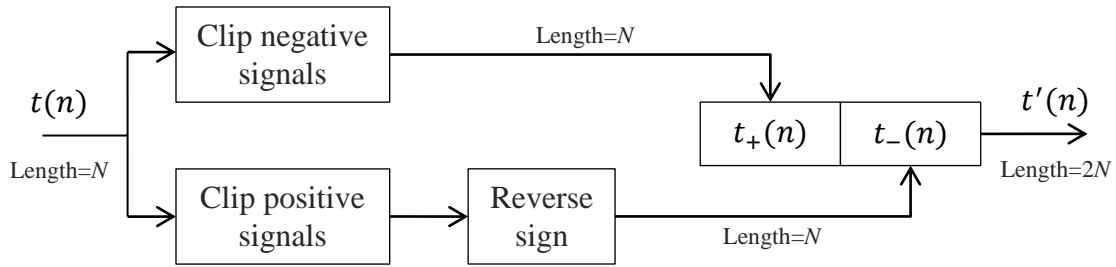 Clip negative
signals
Length=N
t(n)
Length=N
t₊(n)
t₋(n)
t′(n)
Length=2N
Clip positive
signals
Reverse
sign
Length=N